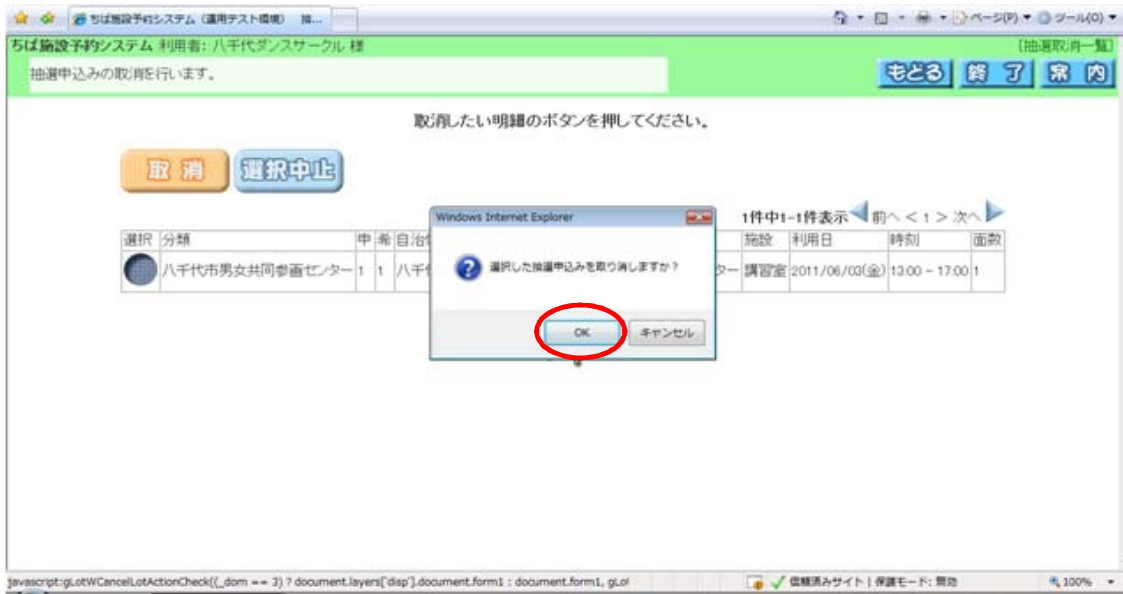 ちば施設予約システム（運用テスト環境） 抽...
ページ(P) ツール(O)
ちば施設予約システム 利用者: 八千代ダンスサークル 様 [抽選取消一覧]
抽選申込みの取消を行います。
もどる 終了 案内
取消したい明細のボタンを押してください。
取消 選択中止
1件中1-1件表示 前へ < 1 > 次へ
選択 分類 申 希 自治 施設 利用日 時刻 面数
八千代市男女共同参画センター 1 1 八千 ター 講習室 2011/06/03(金) 13:00 - 17:00 1
Windows Internet Explorer
選択した抽選申込みを取り消しますか?
OK キャンセル
javascript:gLotWCancelLotActionCheck((_dom == 3) ? document.layers['disp'].document.form1 : document.form1, gLot
信頼済みサイト | 保護モード: 無効 100%